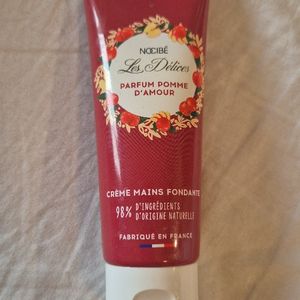 NOCIBÉ
Les Délices
PARFUM POMME
D'AMOUR
CRÈME MAINS FONDANTE
98% D'INGRÉDIENTS
D'ORIGINE NATURELLE
FABRIQUÉ EN FRANCE